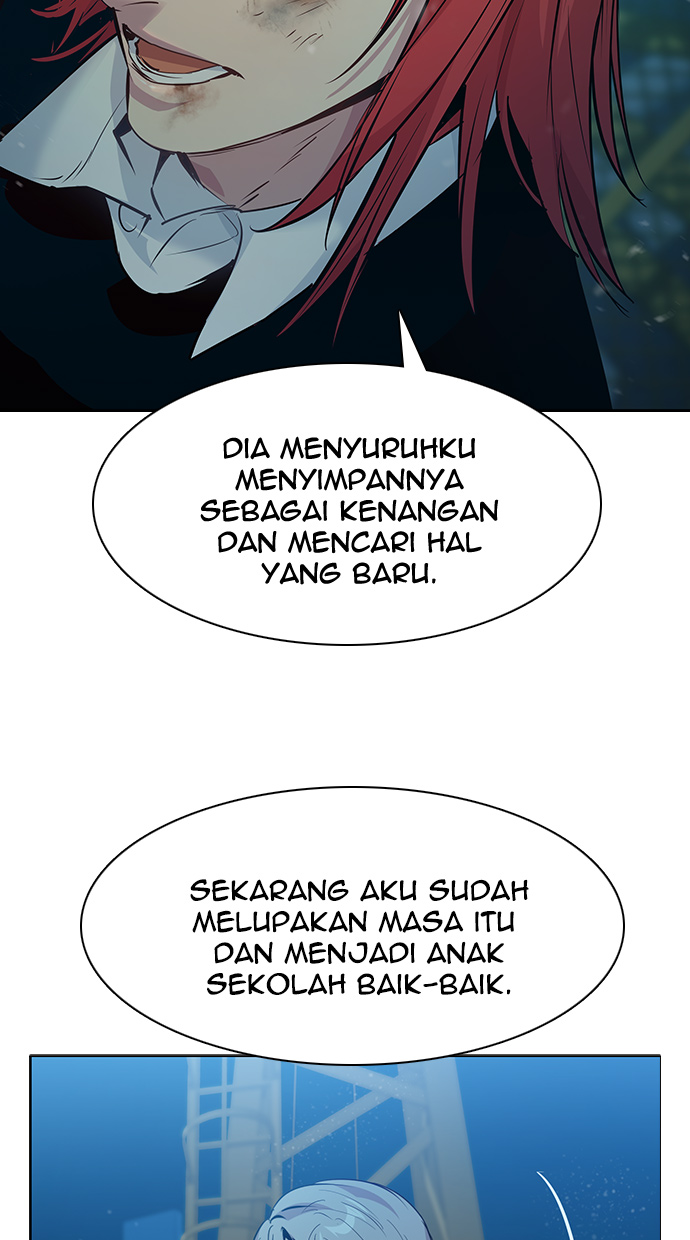 DIA MENYURUHKU
MENYIMPANNYA
SEBAGAI KENANGAN
DAN MENCARI HAL
YANG BARU.
SEKARANG AKU SUDAH
MELUPAKAN MASA ITU
DAN MENJADI ANAK
SEKOLAH BAIK-BAIK.